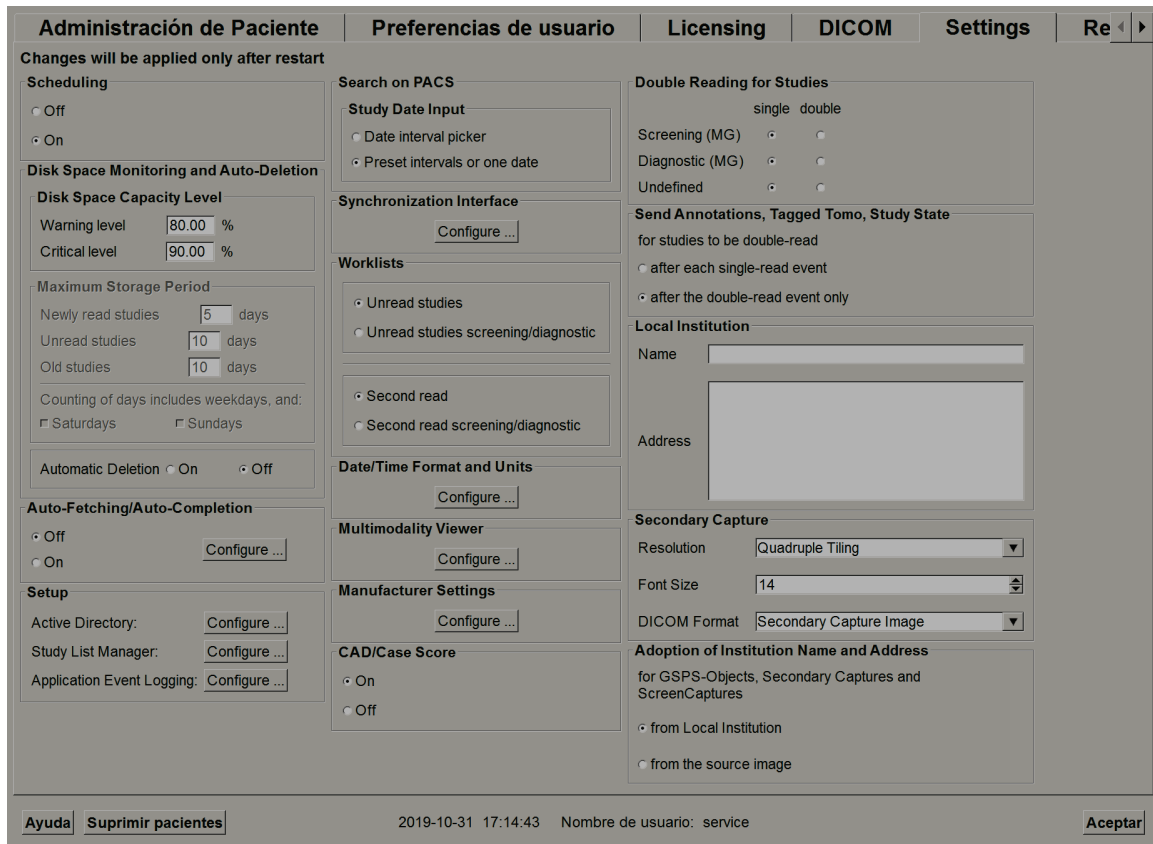 Administración de Paciente Preferencias de usuario Licensing DICOM Settings Re
Changes will be applied only after restart
Scheduling
Off
On
Disk Space Monitoring and Auto-Deletion
Disk Space Capacity Level
Warning level 80.00 %
Critical level 90.00 %
Maximum Storage Period
Newly read studies 5 days
Unread studies 10 days
Old studies 10 days
Counting of days includes weekdays, and:
Saturdays Sundays
Automatic Deletion On Off
Auto-Fetching/Auto-Completion
Off
On
Configure ...
Setup
Active Directory: Configure ...
Study List Manager: Configure ...
Application Event Logging: Configure ...
Search on PACS
Study Date Input
Date interval picker
Preset intervals or one date
Synchronization Interface
Configure ...
Worklists
Unread studies
Unread studies screening/diagnostic
Second read
Second read screening/diagnostic
Date/Time Format and Units
Configure ...
Multimodality Viewer
Configure ...
Manufacturer Settings
Configure ...
CAD/Case Score
On
Off
Double Reading for Studies
single double
Screening (MG)
Diagnostic (MG)
Undefined
Send Annotations, Tagged Tomo, Study State
for studies to be double-read
after each single-read event
after the double-read event only
Local Institution
Name
Address
Secondary Capture
Resolution Quadruple Tiling
Font Size 14
DICOM Format Secondary Capture Image
Adoption of Institution Name and Address
for GSPS-Objects, Secondary Captures and
ScreenCaptures
from Local Institution
from the source image
Ayuda Suprimir pacientes 2019-10-31 17:14:43 Nombre de usuario: service Aceptar